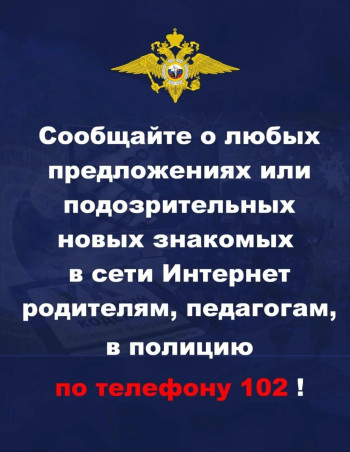 Сообщайте о любых
предложениях или
подозрительных
новых знакомых
в сети Интернет
родителям, педагогам,
в полицию
по телефону 102 !